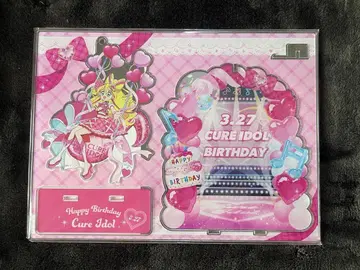 3.27
CURE IDOL
BIRTHDAY
HAPPY
BIRTHDAY
Happy Birthday
Cure Idol
3.27